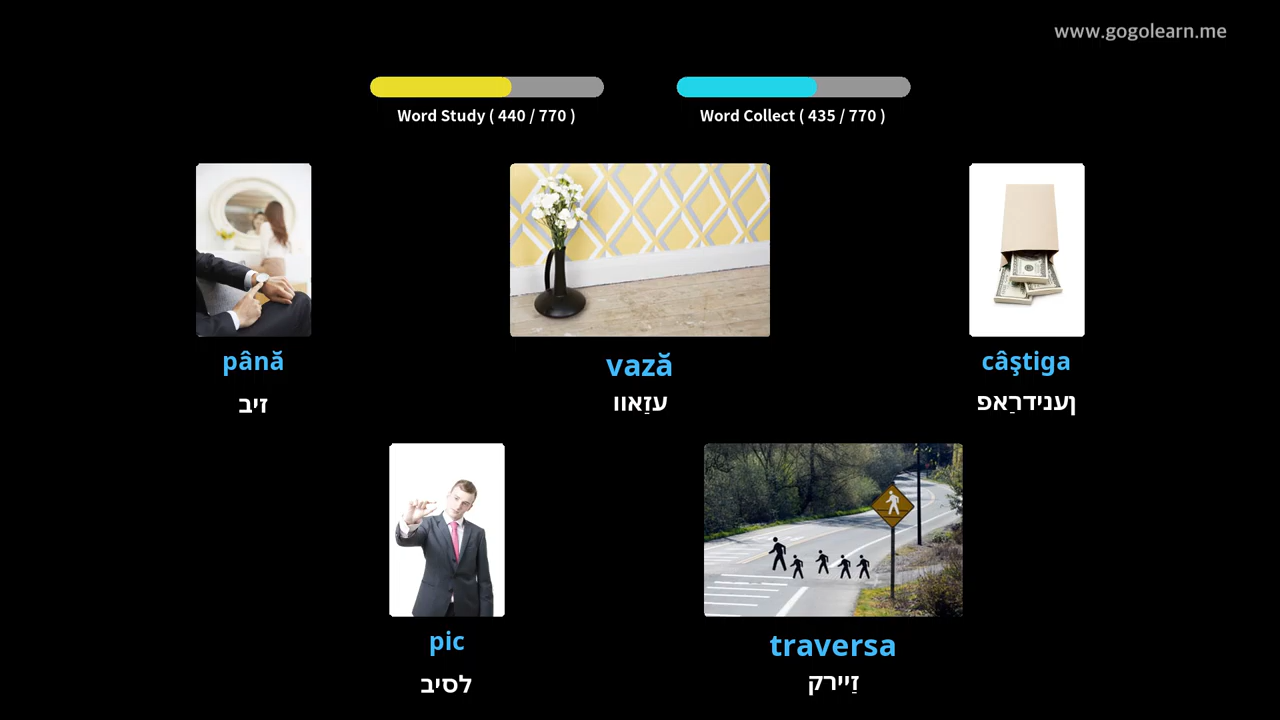 www.gogolearn.me
Word Study ( 440 / 770 )
Word Collect ( 435 / 770 )
până
vază
câştiga
זיב
עזַאוו
ןענידרַאפ
pic
traversa
לסיב
זַיירק